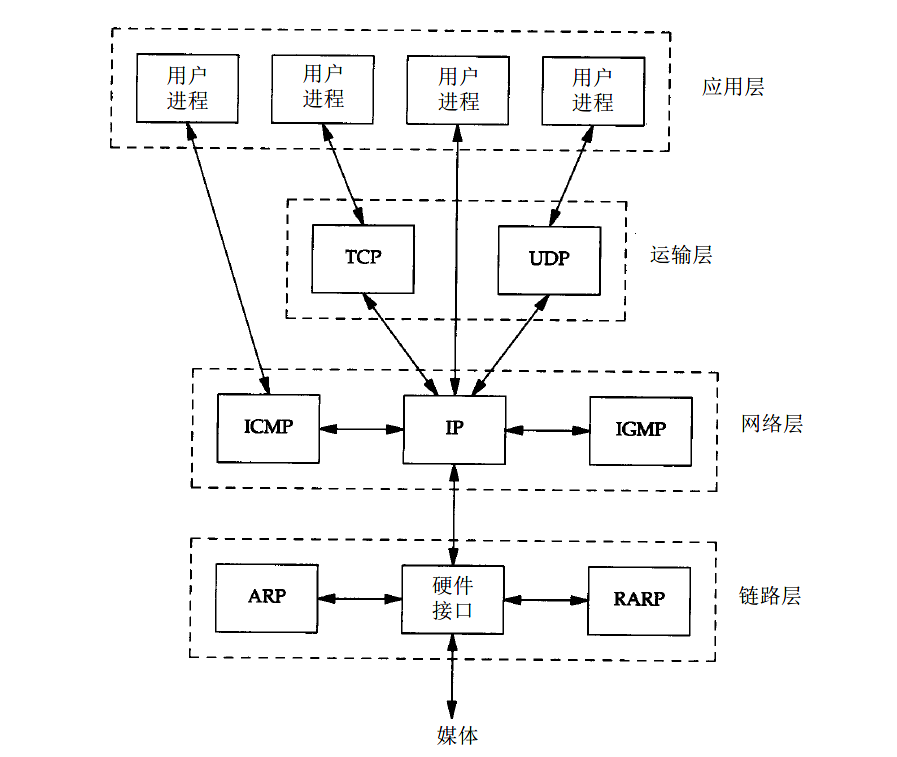 用户
进程
用户
进程
用户
进程
用户
进程
应用层
TCP
UDP
运输层
ICMP
IP
IGMP
网络层
ARP
硬件
接口
RARP
链路层
媒体